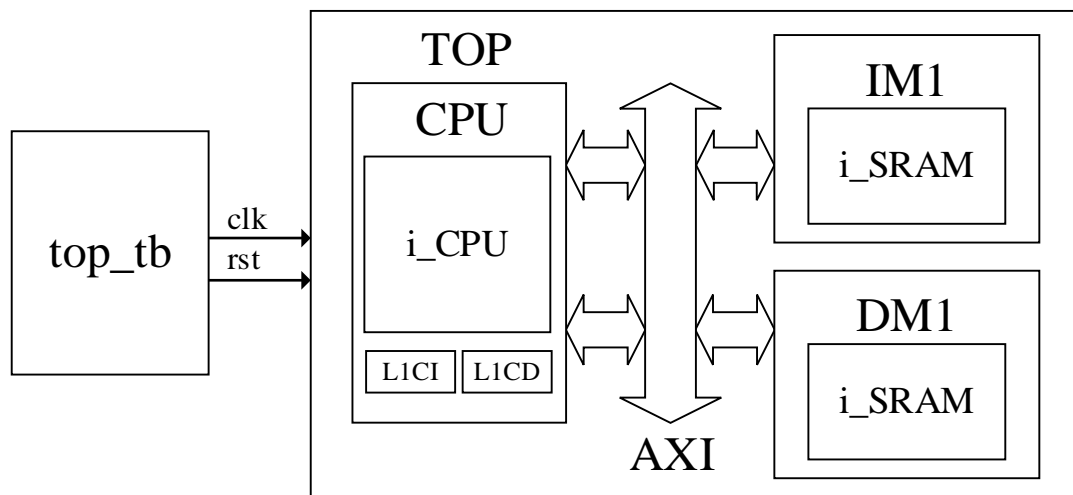 TOP
CPU
i_CPU
L1CI
L1CD
top_tb
clk
rst
AXI
IM1
i_SRAM
DM1
i_SRAM